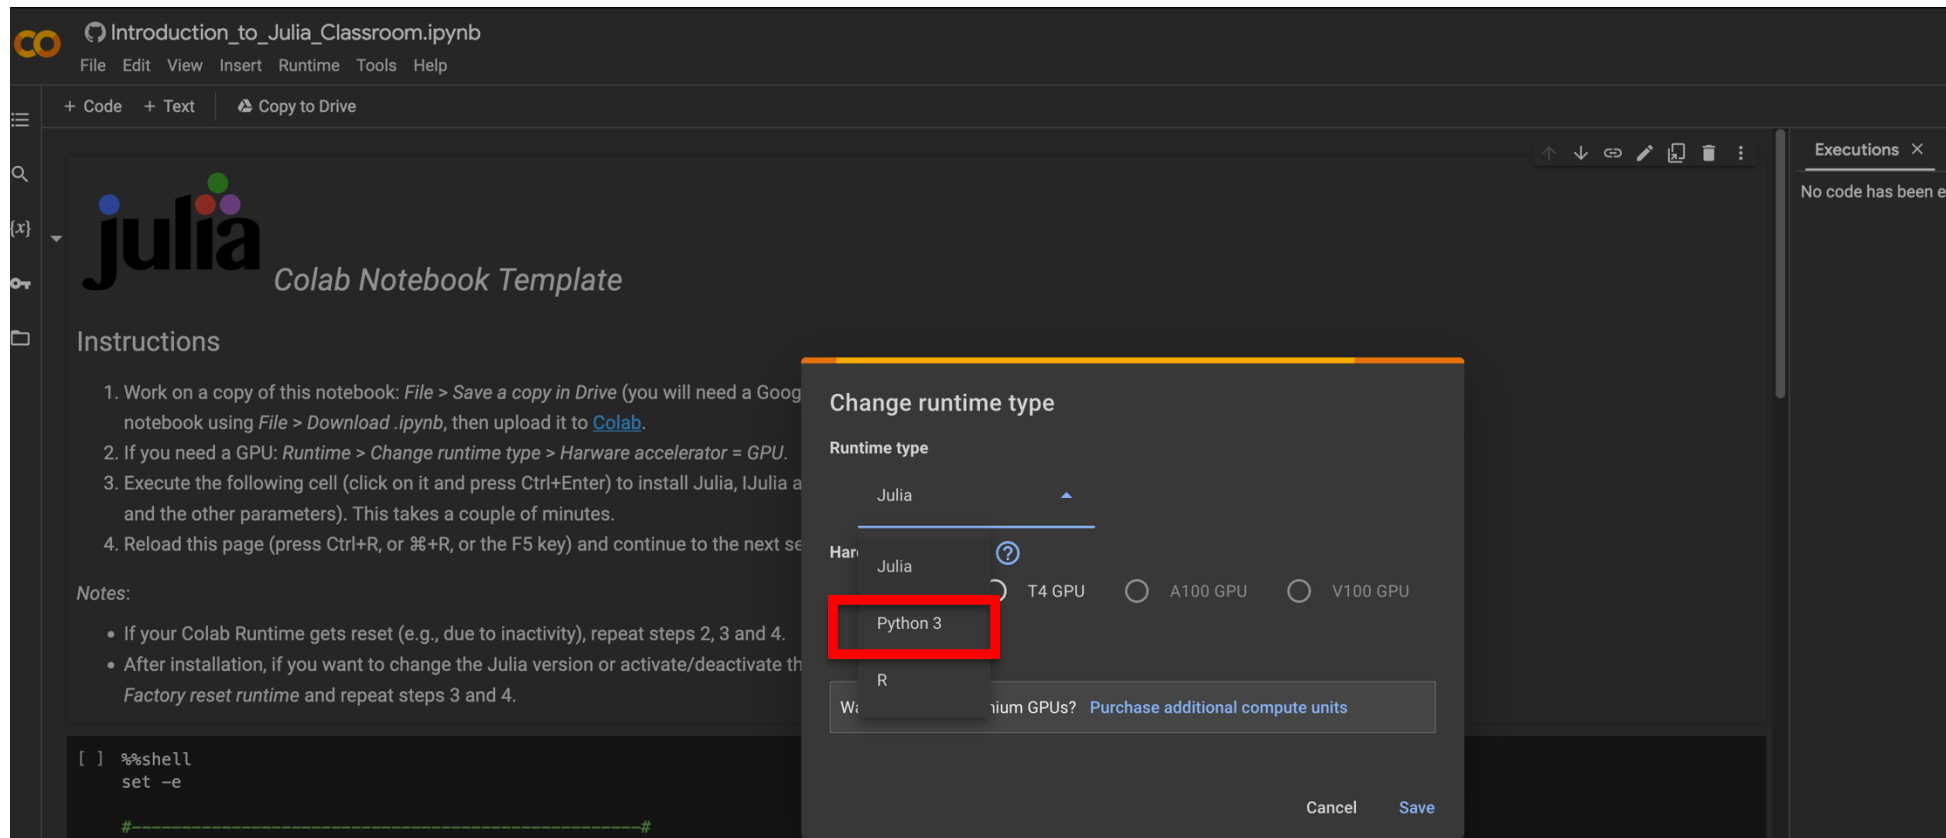 Introduction_to_Julia_Classroom.ipynb
File Edit View Insert Runtime Tools Help
+ Code + Text Copy to Drive
Executions
No code has been e
{x}
julia
Colab Notebook Template
Instructions
1. Work on a copy of this notebook: File > Save a copy in Drive (you will need a Goog
notebook using File > Download .ipynb, then upload it to Colab.
2. If you need a GPU: Runtime > Change runtime type > Harware accelerator = GPU.
3. Execute the following cell (click on it and press Ctrl+Enter) to install Julia, IJulia a
and the other parameters). This takes a couple of minutes.
4. Reload this page (press Ctrl+R, or ⌘+R, or the F5 key) and continue to the next se
Notes:
• If your Colab Runtime gets reset (e.g., due to inactivity), repeat steps 2, 3 and 4.
• After installation, if you want to change the Julia version or activate/deactivate th
Factory reset runtime and repeat steps 3 and 4.
[ ] %%shell
set -e
#---------------------------------------------------#
Change runtime type
Runtime type
Julia
Har
Julia
T4 GPU A100 GPU V100 GPU
Python 3
R
Wa nium GPUs? Purchase additional compute units
Cancel Save